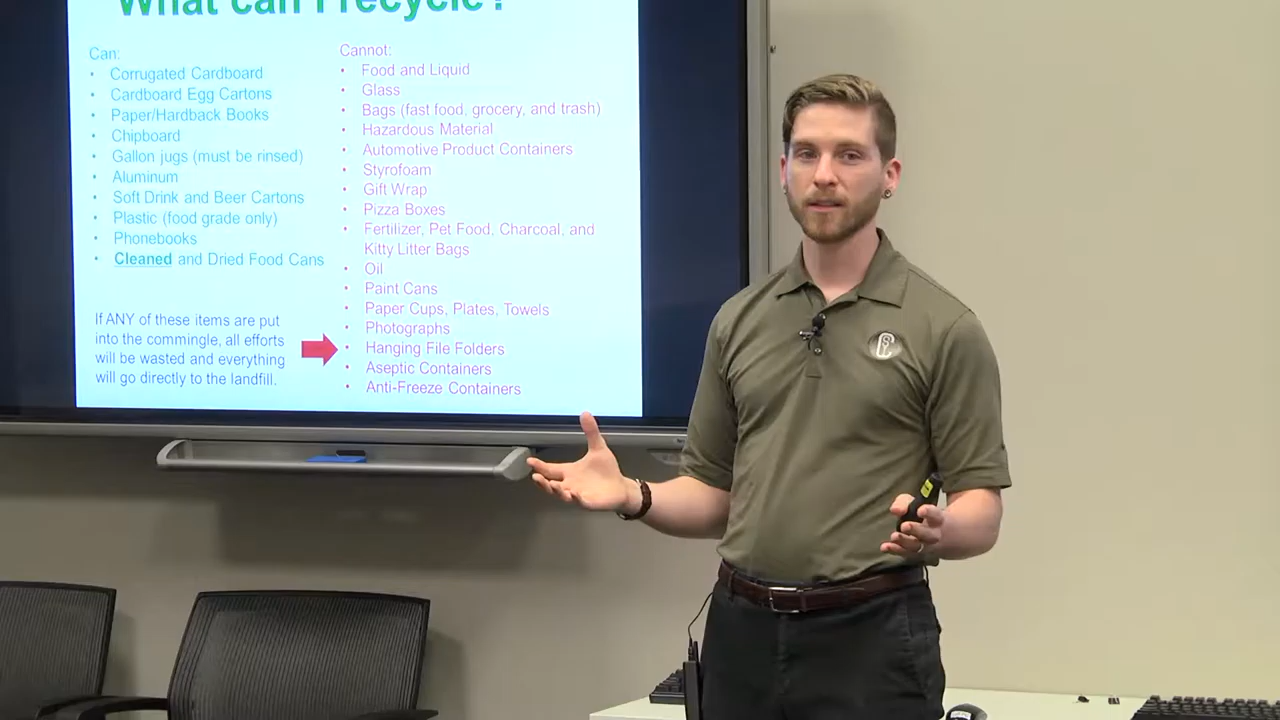 What can I recycle?
Can:
• Corrugated Cardboard
• Cardboard Egg Cartons
• Paper/Hardback Books
• Chipboard
• Gallon jugs (must be rinsed)
• Aluminum
• Soft Drink and Beer Cartons
• Plastic (food grade only)
• Phonebooks
• Cleaned and Dried Food Cans
If ANY of these items are put
into the commingle, all efforts
will be wasted and everything
will go directly to the landfill.
Cannot:
• Food and Liquid
• Glass
• Bags (fast food, grocery, and trash)
• Hazardous Material
• Automotive Product Containers
• Styrofoam
• Gift Wrap
• Pizza Boxes
• Fertilizer, Pet Food, Charcoal, and
Kitty Litter Bags
• Oil
• Paint Cans
• Paper Cups, Plates, Towels
• Photographs
• Hanging File Folders
• Aseptic Containers
• Anti-Freeze Containers